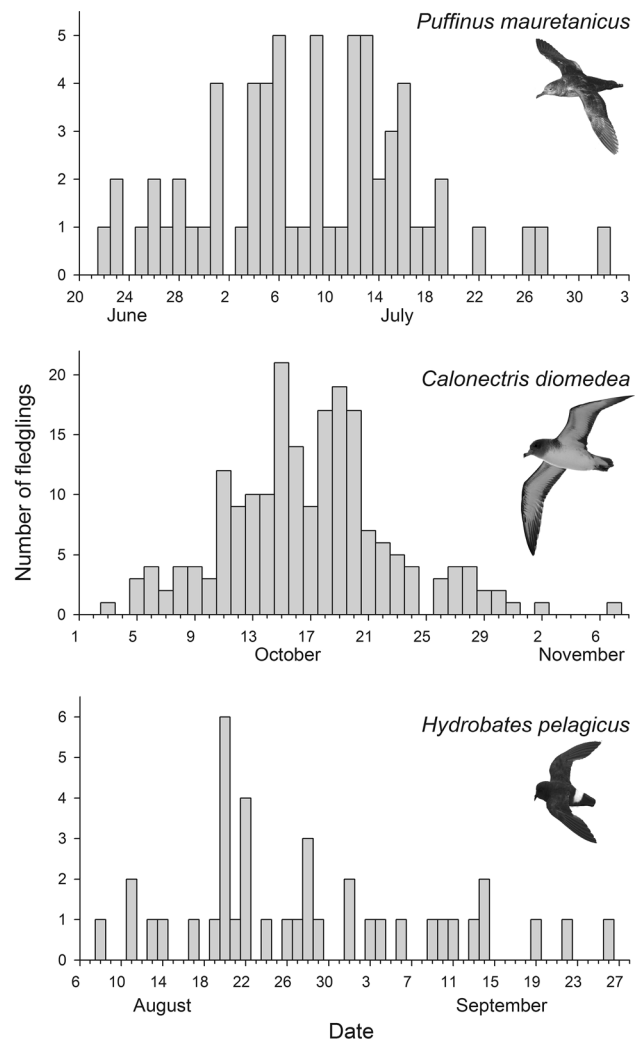 Puffinus mauretanicus
5
4
3
2
1
0
20 24 28 2 6 10 14 18 22 26 30 3
June July
Number of fledglings
Calonectris diomedea
20
15
10
5
0
1 5 9 13 17 21 25 29 2 6
October November
Hydrobates pelagicus
6
5
4
3
2
1
0
6 10 14 18 22 26 30 3 7 11 15 19 23 27
August September
Date